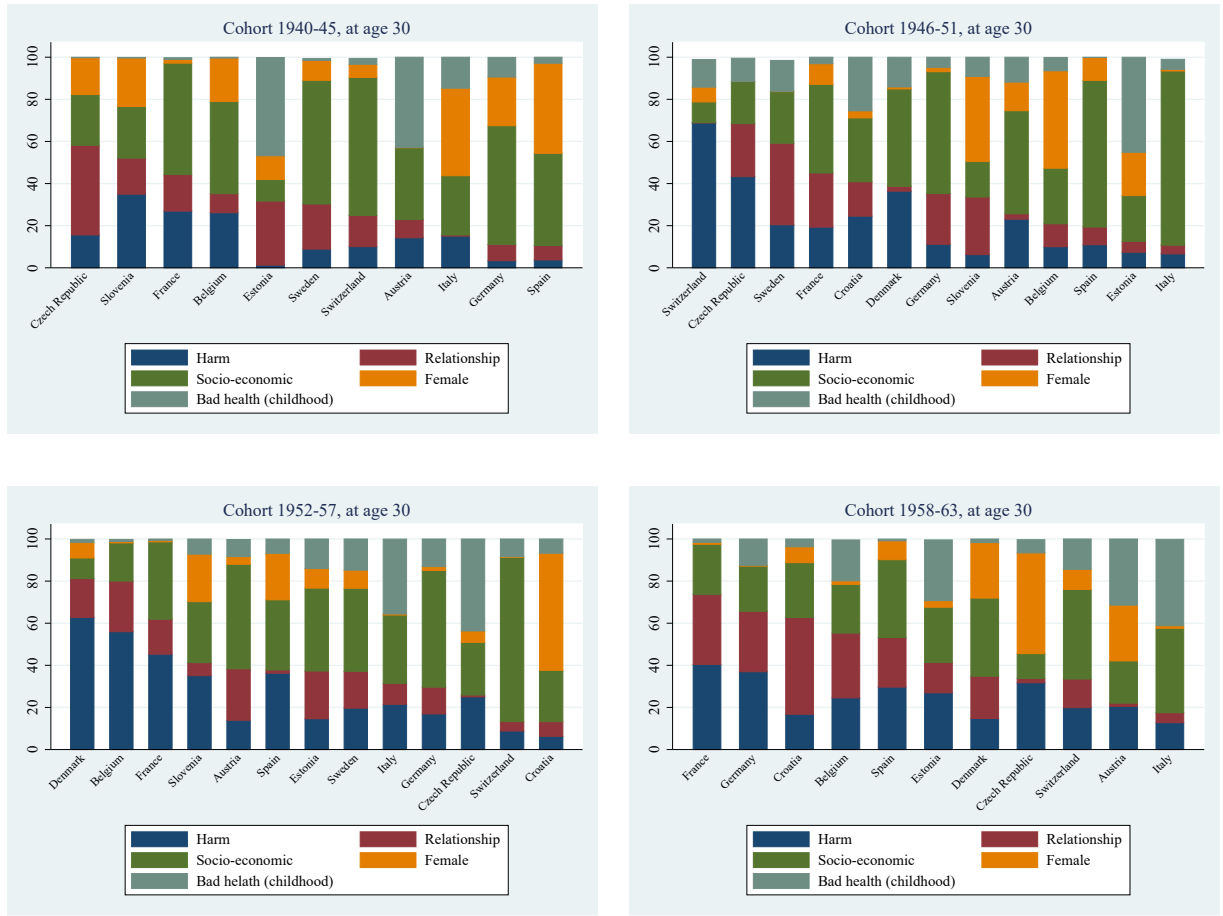 Cohort 1940-45, at age 30
100
80
60
40
20
0
Czech Republic
Slovenia
France
Belgium
Estonia
Sweden
Switzerland
Austria
Italy
Germany
Spain
Harm
Relationship
Socio-economic
Female
Bad health (childhood)
Cohort 1946-51, at age 30
100
80
60
40
20
0
Switzerland
Czech Republic
Sweden
France
Croatia
Denmark
Germany
Slovenia
Austria
Belgium
Spain
Estonia
Italy
Harm
Relationship
Socio-economic
Female
Bad health (childhood)
Cohort 1952-57, at age 30
100
80
60
40
20
0
Denmark
Belgium
France
Slovenia
Austria
Spain
Estonia
Sweden
Italy
Germany
Czech Republic
Switzerland
Croatia
Harm
Relationship
Socio-economic
Female
Bad helath (childhood)
Cohort 1958-63, at age 30
100
80
60
40
20
0
France
Germany
Croatia
Belgium
Spain
Estonia
Denmark
Czech Republic
Switzerland
Austria
Italy
Harm
Relationship
Socio-economic
Female
Bad health (childhood)